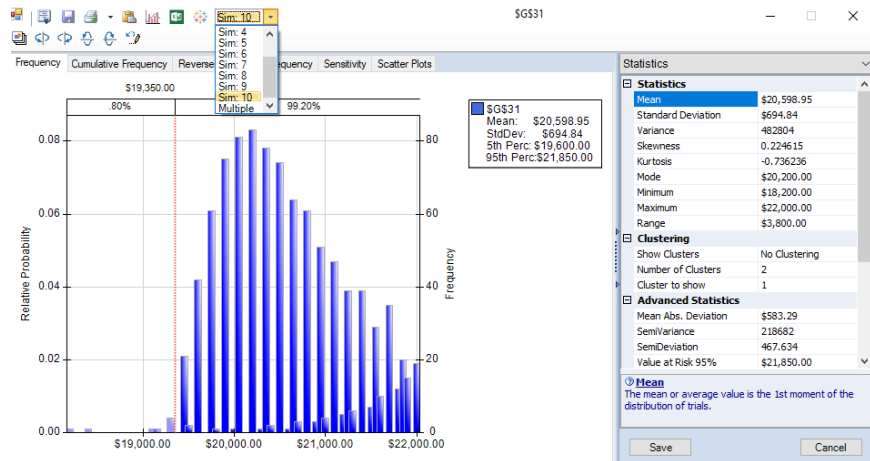 $G$31
Sim: 10
Sim: 4
Sim: 5
Sim: 6
Sim: 7
Sim: 8
Sim: 9
Sim: 10
Multiple
Frequency Cumulative Frequency Reverse quency Sensitivity Scatter Plots
$19,350.00
.80% 99.20%
0.08
0.06
0.04
0.02
0.00
Relative Probability
80
60
40
20
0
Frequency
$19,000.00 $20,000.00 $21,000.00 $22,000.00
$G$31
Mean: $20,598.95
StdDev: $694.84
5th Perc: $19,600.00
95th Perc:$21,850.00
Statistics
Statistics
Mean $20,598.95
Standard Deviation $694.84
Variance 482804
Skewness 0.224615
Kurtosis -0.736236
Mode $20,200.00
Minimum $18,200.00
Maximum $22,000.00
Range $3,800.00
Clustering
Show Clusters No Clustering
Number of Clusters 2
Cluster to show 1
Advanced Statistics
Mean Abs. Deviation $583.29
SemiVariance 218682
SemiDeviation 467.634
Value at Risk 95% $21,850.00
Mean
The mean or average value is the 1st moment of the
distribution of trials.
Save Cancel